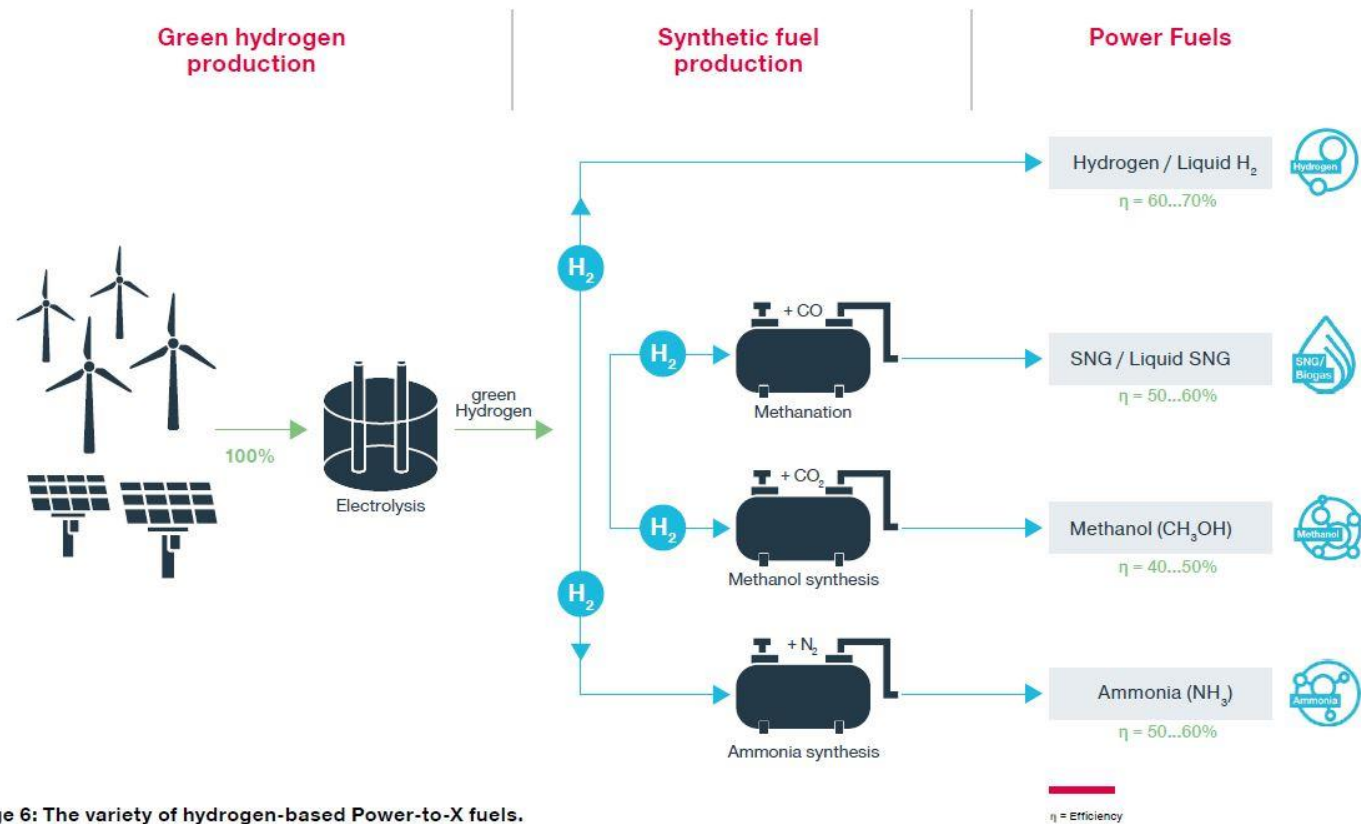 Green hydrogen
production
Synthetic fuel
production
Power Fuels
Hydrogen / Liquid H₂
η = 60...70%
Hydrogen
H₂
+ CO
H₂
Methanation
SNG / Liquid SNG
η = 50...60%
SNG/
Biogas
100%
Electrolysis
green
Hydrogen
+ CO₂
H₂
Methanol synthesis
Methanol (CH₃OH)
η = 40...50%
Methanol
H₂
+ N₂
Ammonia synthesis
Ammonia (NH₃)
η = 50...60%
Ammonia
ge 6: The variety of hydrogen-based Power-to-X fuels.
η = Efficiency